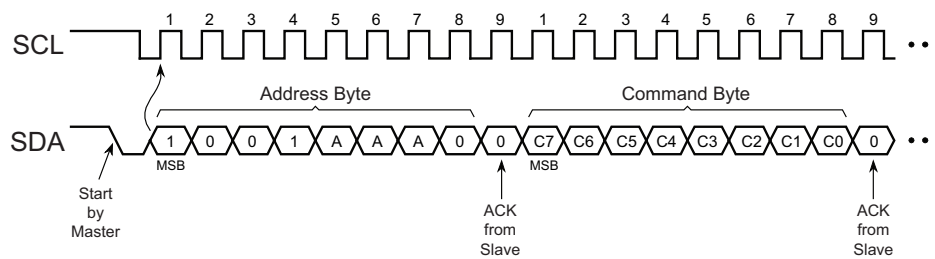 1 2 3 4 5 6 7 8 9 1 2 3 4 5 6 7 8 9
SCL
Address Byte Command Byte
SDA 1 0 0 1 A A A 0 0 C7 C6 C5 C4 C3 C2 C1 C0 0
MSB MSB
Start
by
Master
ACK
from
Slave
ACK
from
Slave